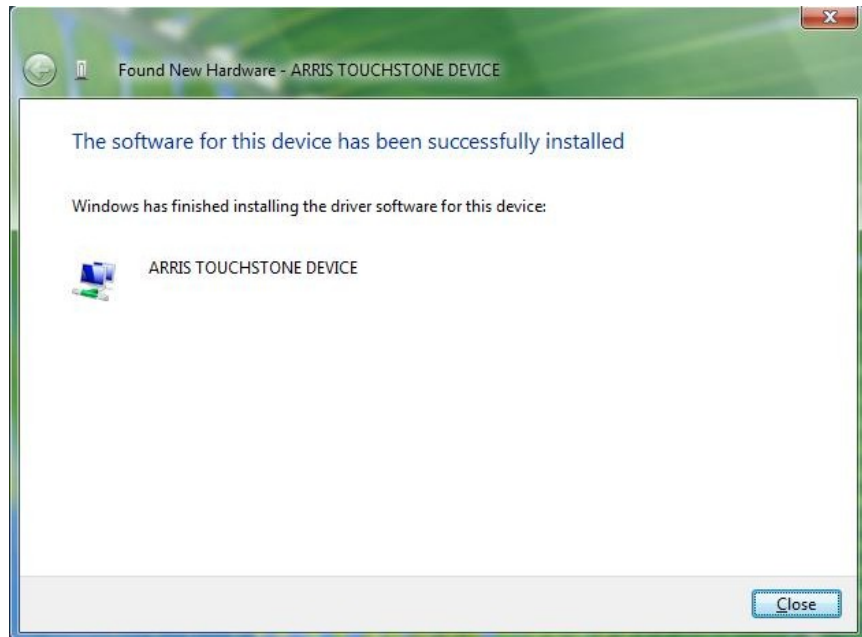 Found New Hardware - ARRIS TOUCHSTONE DEVICE
The software for this device has been successfully installed
Windows has finished installing the driver software for this device:
ARRIS TOUCHSTONE DEVICE
Close